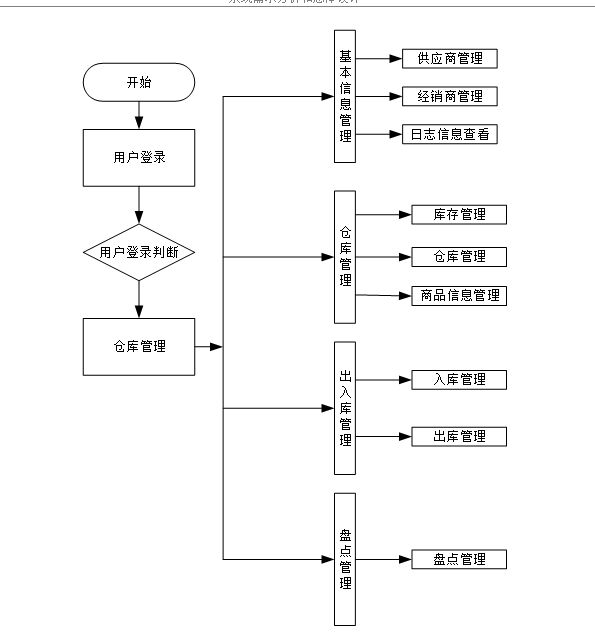 开始
用户登录
用户登录判断
仓库管理
基本信息管理
供应商管理
经销商管理
日志信息查看
仓库管理
库存管理
仓库管理
商品信息管理
出入库管理
入库管理
出库管理
盘点管理
盘点管理